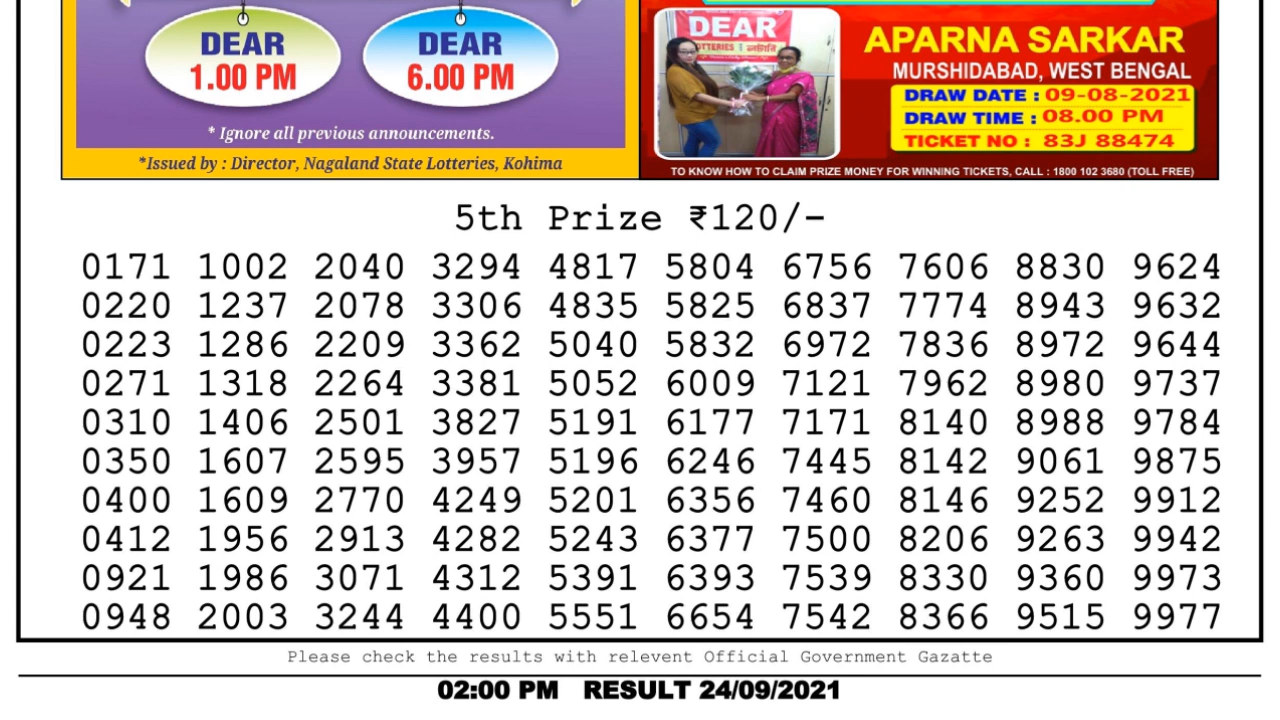 DEAR
1.00 PM
DEAR
6.00 PM
* Ignore all previous announcements.
*Issued by : Director, Nagaland State Lotteries, Kohima
DEAR
LOTTERIES লটারি
APARNA SARKAR
MURSHIDABAD, WEST BENGAL
DRAW DATE : 09-08-2021
DRAW TIME : 08.00 PM
TICKET NO : 83J 88474
TO KNOW HOW TO CLAIM PRIZE MONEY FOR WINNING TICKETS, CALL : 1800 102 3680 (TOLL FREE)
5th Prize ₹120/-
0171 1002 2040 3294 4817 5804 6756 7606 8830 9624
0220 1237 2078 3306 4835 5825 6837 7774 8943 9632
0223 1286 2209 3362 5040 5832 6972 7836 8972 9644
0271 1318 2264 3381 5052 6009 7121 7962 8980 9737
0310 1406 2501 3827 5191 6177 7171 8140 8988 9784
0350 1607 2595 3957 5196 6246 7445 8142 9061 9875
0400 1609 2770 4249 5201 6356 7460 8146 9252 9912
0412 1956 2913 4282 5243 6377 7500 8206 9263 9942
0921 1986 3071 4312 5391 6393 7539 8330 9360 9973
0948 2003 3244 4400 5551 6654 7542 8366 9515 9977
Please check the results with relevent Official Government Gazatte
02:00 PM RESULT 24/09/2021